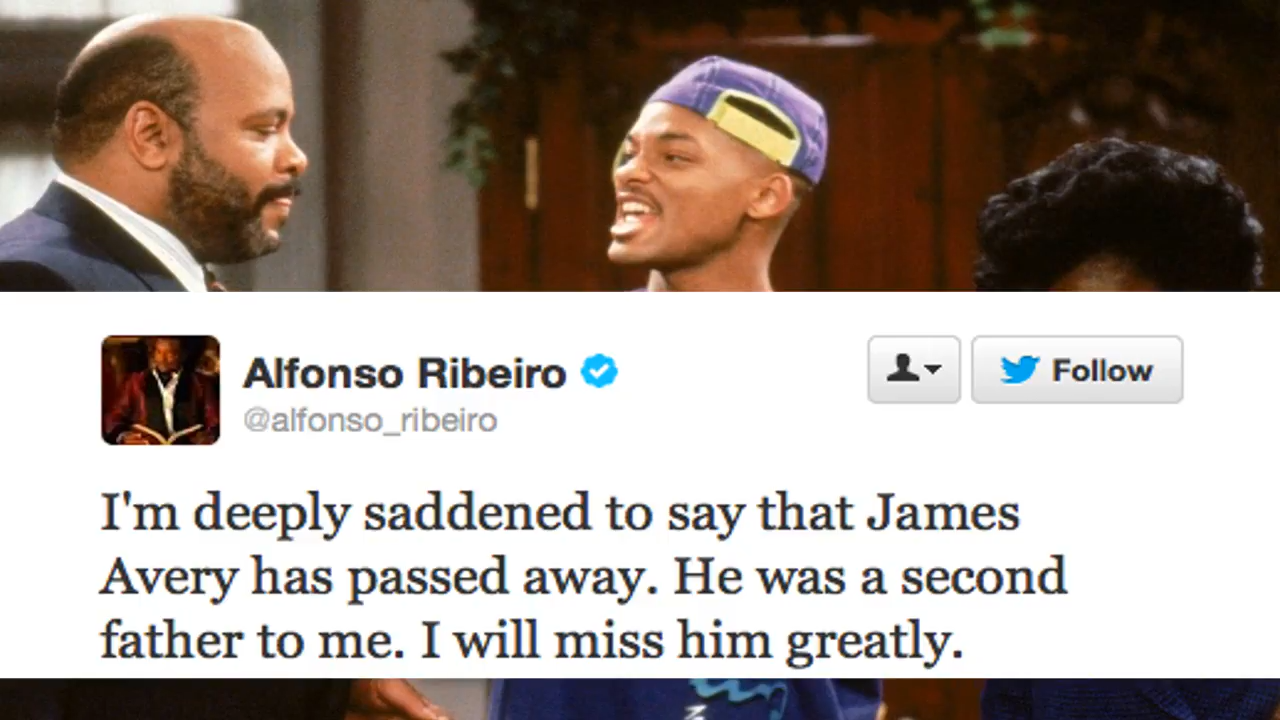 Alfonso Ribeiro
@alfonso_ribeiro
Follow
I'm deeply saddened to say that James
Avery has passed away. He was a second
father to me. I will miss him greatly.